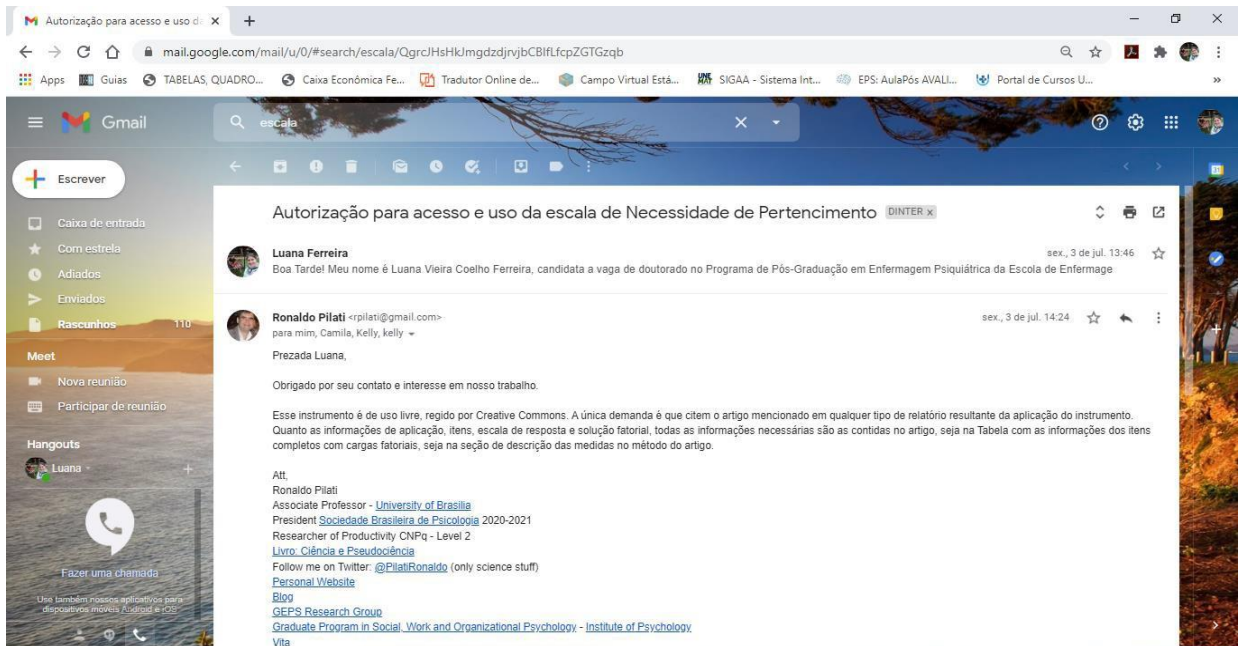 Autorização para acesso e uso d
mail.google.com/mail/u/0/#search/escala/QgrcJHsHkJmgdzdjrvjbCBlfLfcpZGTGzqb
Apps Guias TABELAS, QUADRO... Caixa Econômica Fe... Tradutor Online de... Campo Virtual Está... SIGAA - Sistema Int... EPS: AulaPós AVALI... Portal de Cursos U... »
Gmail
escala
Escrever
Caixa de entrada
Com estrela
Adiados
Enviados
Rascunhos 110
Meet
Nova reunião
Participar de reunião
Hangouts
Luana
Fazer uma chamada
Use também nossos aplicativos para
dispositivos móveis Android e iOS
Autorização para acesso e uso da escala de Necessidade de Pertencimento DINTER x
Luana Ferreira sex., 3 de jul. 13:46
Boa Tarde! Meu nome é Luana Vieira Coelho Ferreira, candidata a vaga de doutorado no Programa de Pós-Graduação em Enfermagem Psiquiátrica da Escola de Enfermage
Ronaldo Pilati <rpilati@gmail.com> sex., 3 de jul. 14:24
para mim, Camila, Kelly, kelly
Prezada Luana,
Obrigado por seu contato e interesse em nosso trabalho.
Esse instrumento é de uso livre, regido por Creative Commons. A única demanda é que citem o artigo mencionado em qualquer tipo de relatório resultante da aplicação do instrumento.
Quanto as informações de aplicação, itens, escala de resposta e solução fatorial, todas as informações necessárias são as contidas no artigo, seja na Tabela com as informações dos itens
completos com cargas fatoriais, seja na seção de descrição das medidas no método do artigo.
Att,
Ronaldo Pilati
Associate Professor - University of Brasilia
President Sociedade Brasileira de Psicologia 2020-2021
Researcher of Productivity CNPq - Level 2
Livro: Ciência e Pseudociência
Follow me on Twitter: @PilatiRonaldo (only science stuff)
Personal Website
Blog
GEPS Research Group
Graduate Program in Social, Work and Organizational Psychology - Institute of Psychology
Vita